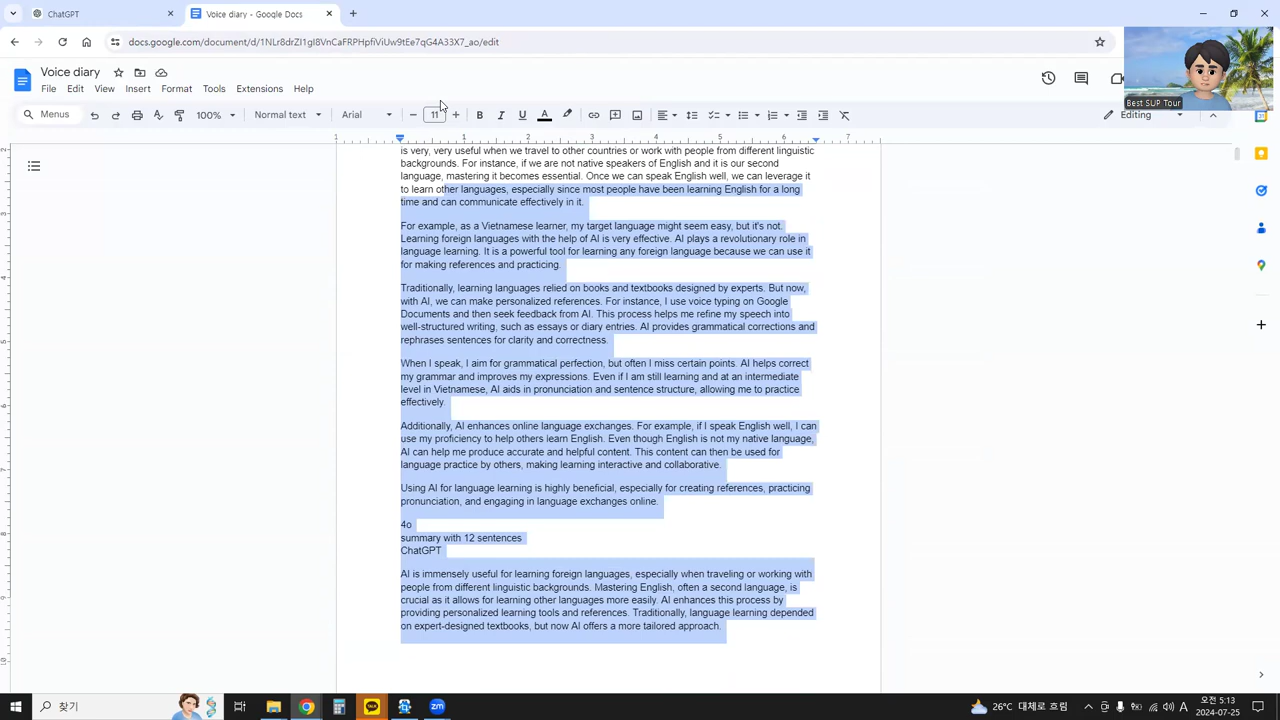 ChatGPT
Voice diary - Google Docs
docs.google.com/document/d/1NLr8drZI1gI8VnCaFRPHpfiViUw9tEe7qG4A33X7_ao/edit
Voice diary
File Edit View Insert Format Tools Extensions Help
Best SUP Tour
Menus 100% Normal text Arial 11 B I U A Editing
1 1 2 3 4 5 6 7
is very, very useful when we travel to other countries or work with people from different linguistic
backgrounds. For instance, if we are not native speakers of English and it is our second
language, mastering it becomes essential. Once we can speak English well, we can leverage it
to learn other languages, especially since most people have been learning English for a long
time and can communicate effectively in it.
For example, as a Vietnamese learner, my target language might seem easy, but it's not.
Learning foreign languages with the help of AI is very effective. AI plays a revolutionary role in
language learning. It is a powerful tool for learning any foreign language because we can use it
for making references and practicing.
Traditionally, learning languages relied on books and textbooks designed by experts. But now,
with AI, we can make personalized references. For instance, I use voice typing on Google
Documents and then seek feedback from AI. This process helps me refine my speech into
well-structured writing, such as essays or diary entries. AI provides grammatical corrections and
rephrases sentences for clarity and correctness.
When I speak, I aim for grammatical perfection, but often I miss certain points. AI helps correct
my grammar and improves my expressions. Even if I am still learning and at an intermediate
level in Vietnamese, AI aids in pronunciation and sentence structure, allowing me to practice
effectively.
Additionally, AI enhances online language exchanges. For example, if I speak English well, I can
use my proficiency to help others learn English. Even though English is not my native language,
AI can help me produce accurate and helpful content. This content can then be used for
language practice by others, making learning interactive and collaborative.
Using AI for language learning is highly beneficial, especially for creating references, practicing
pronunciation, and engaging in language exchanges online.
4o
summary with 12 sentences
ChatGPT
AI is immensely useful for learning foreign languages, especially when traveling or working with
people from different linguistic backgrounds. Mastering English, often a second language, is
crucial as it allows for learning other languages more easily. AI enhances this process by
providing personalized learning tools and references. Traditionally, language learning depended
on expert-designed textbooks, but now AI offers a more tailored approach.
찾기
zm
26°C 대체로 흐림
A
오전 5:13
2024-07-25